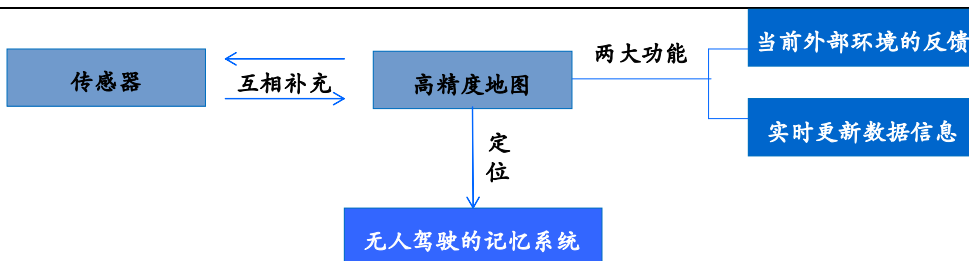 当前外部环境的反馈
两大功能
传感器
互相补充
高精度地图
实时更新数据信息
定
位
无人驾驶的记忆系统